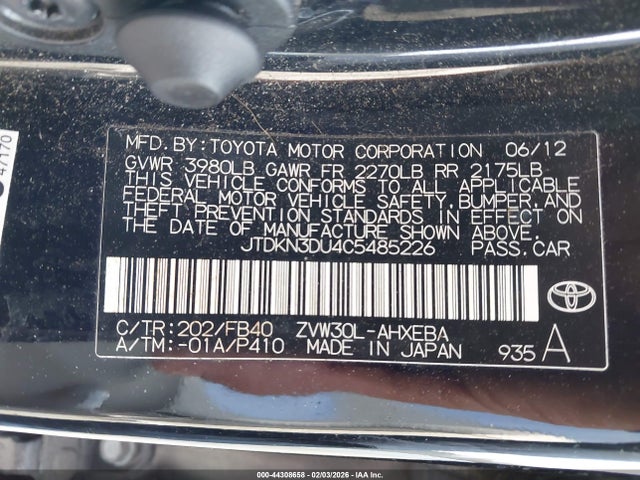 47170
MFD.BY:TOYOTA MOTOR CORPORATION 06/12
GVWR 3980LB GAWR FR 2270LB RR 2175LB
THIS VEHICLE CONFORMS TO ALL APPLICABLE
FEDERAL MOTOR VEHICLE SAFETY,BUMPER,AND
THEFT PREVENTION STANDARDS IN EFFECT ON
THE DATE OF MANUFACTURE SHOWN ABOVE.
JTDKN3DU4C5485226 PASS.CAR
C/TR:202/FB40 ZVW30L-AHXEBA
A/TM:-01A/P410 MADE IN JAPAN 935 A
000-44308658 - 02/03/2026 - IAA Inc.